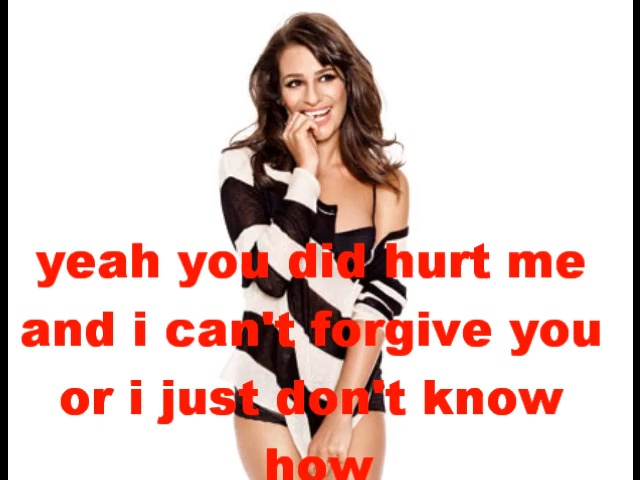 yeah you did hurt me
and i can't forgive you
or i just don't know
how